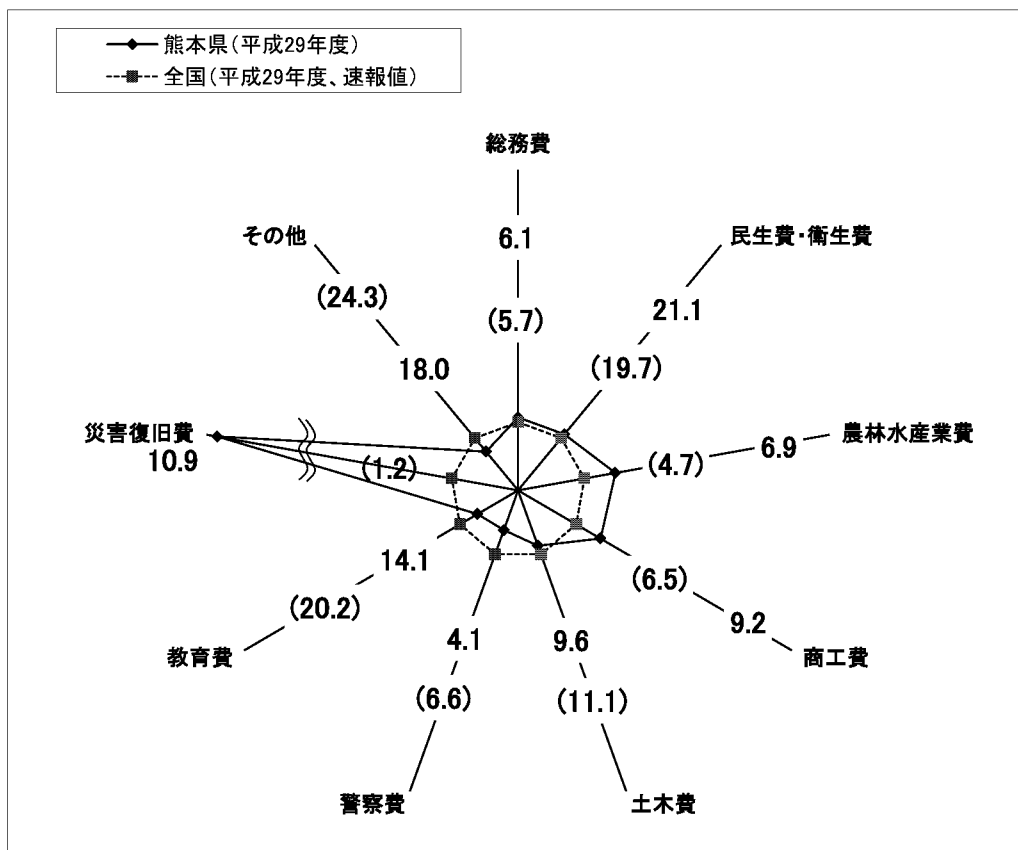 熊本県（平成29年度）
全国（平成29年度、速報値）
総務費
6.1
(5.7)
民生費・衛生費
21.1
(19.7)
農林水産業費
6.9
(4.7)
商工費
9.2
(6.5)
土木費
9.6
(11.1)
警察費
4.1
(6.6)
教育費
14.1
(20.2)
災害復旧費
10.9
(1.2)
その他
(24.3)
18.0